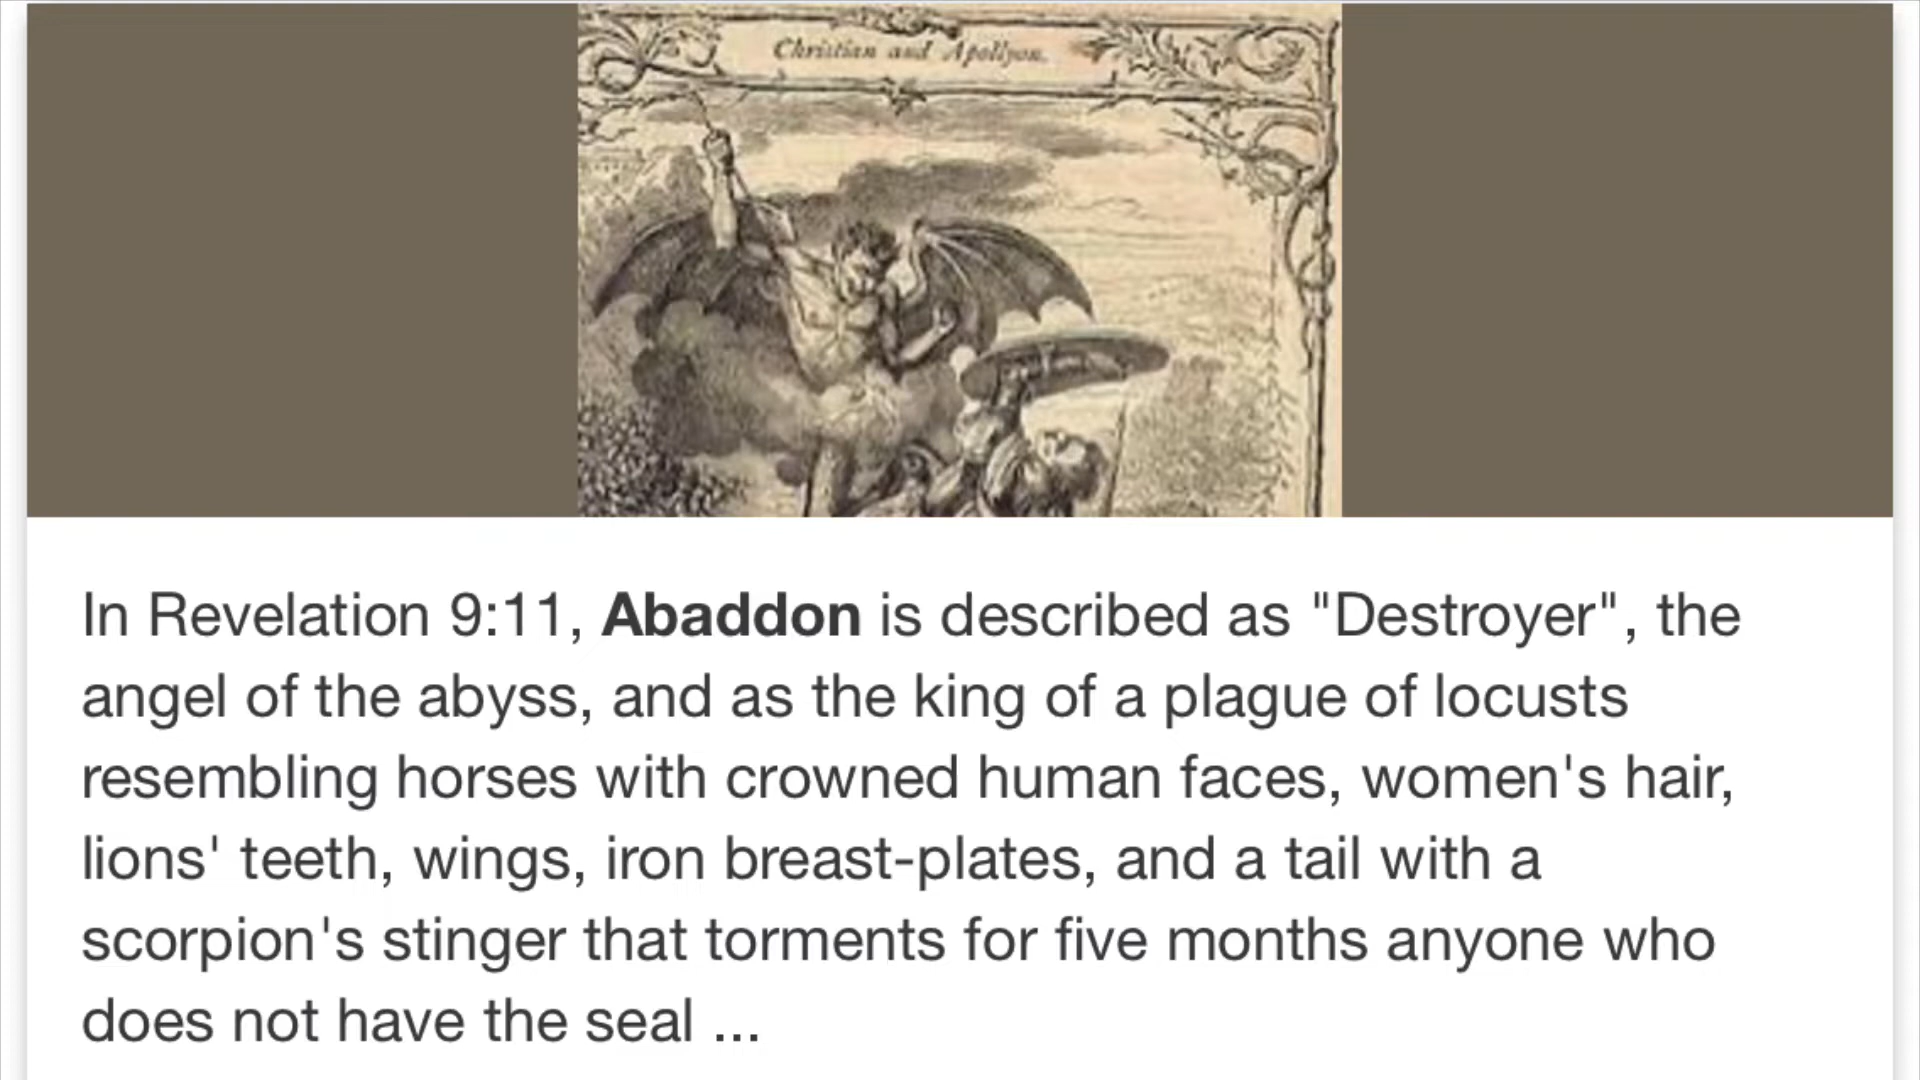 Christian and Apollyon.
In Revelation 9:11, Abaddon is described as "Destroyer", the
angel of the abyss, and as the king of a plague of locusts
resembling horses with crowned human faces, women's hair,
lions' teeth, wings, iron breast-plates, and a tail with a
scorpion's stinger that torments for five months anyone who
does not have the seal ...